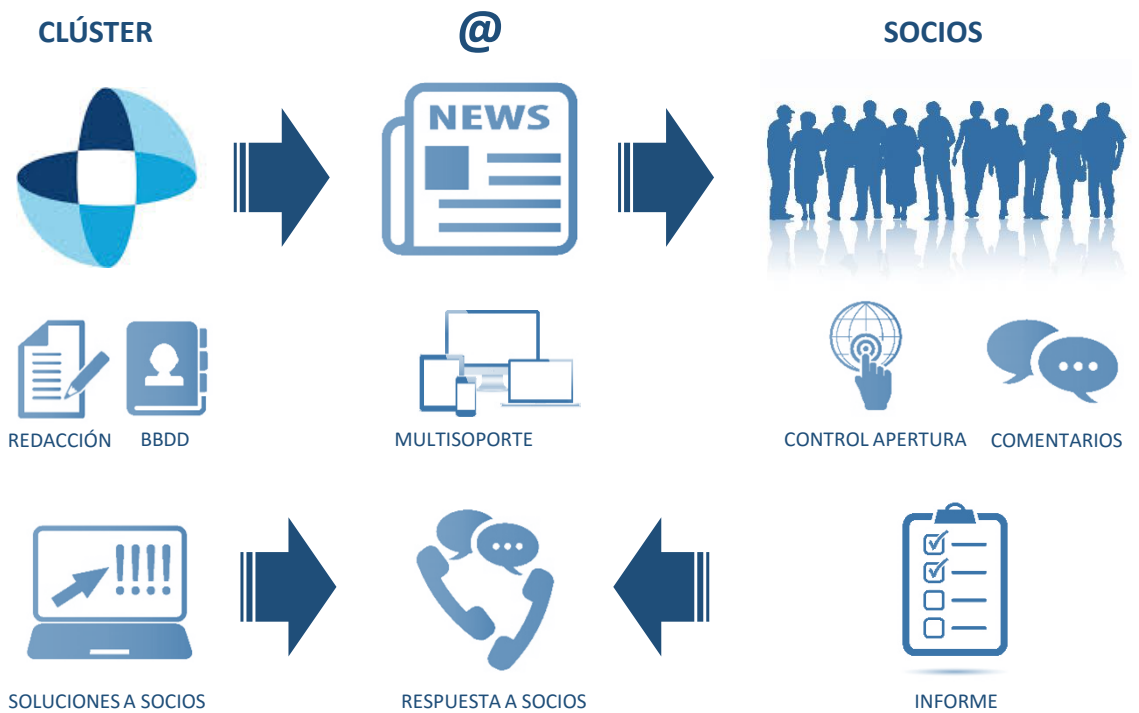 CLÚSTER
@
SOCIOS
NEWS
REDACCIÓN
BBDD
MULTISOPORTE
CONTROL APERTURA
COMENTARIOS
!!!!
SOLUCIONES A SOCIOS
RESPUESTA A SOCIOS
INFORME